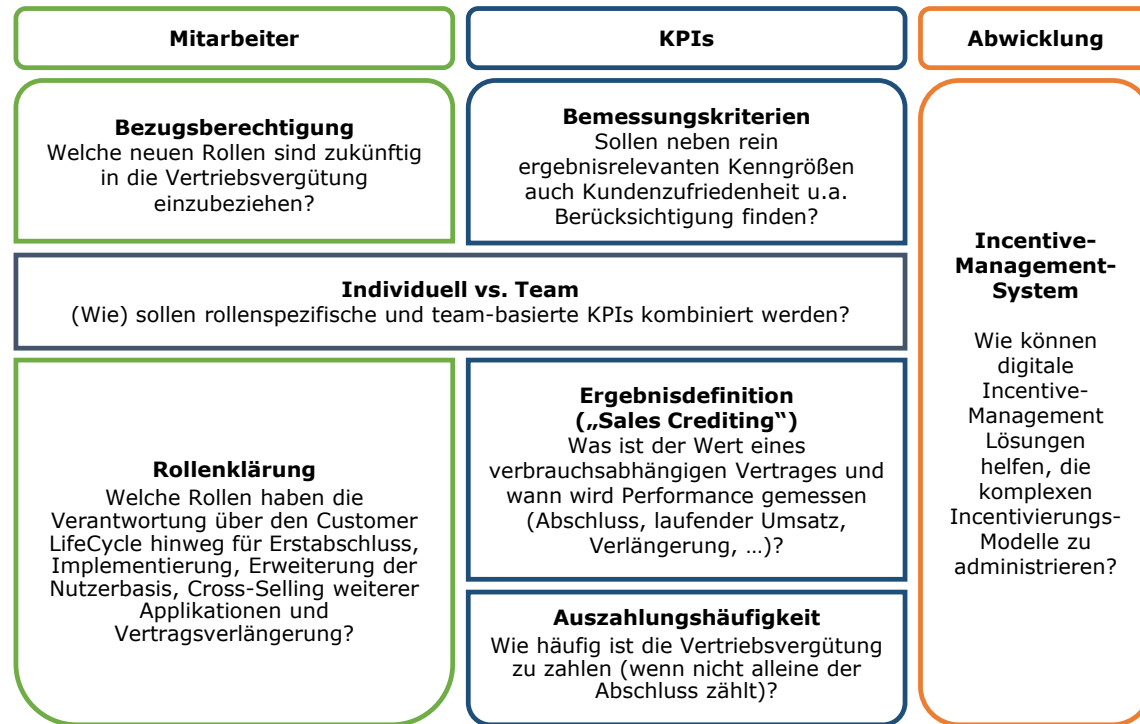 Mitarbeiter
KPIs
Abwicklung
Bezugsberechtigung
Welche neuen Rollen sind zukünftig
in die Vertriebsvergütung
einzubeziehen?
Bemessungskriterien
Sollen neben rein
ergebnisrelevanten Kenngrößen
auch Kundenzufriedenheit u.a.
Berücksichtigung finden?
Individuell vs. Team
(Wie) sollen rollenspezifische und team-basierte KPIs kombiniert werden?
Rollenklärung
Welche Rollen haben die
Verantwortung über den Customer
LifeCycle hinweg für Erstabschluss,
Implementierung, Erweiterung der
Nutzerbasis, Cross-Selling weiterer
Applikationen und
Vertragsverlängerung?
Ergebnisdefinition
(„Sales Crediting“)
Was ist der Wert eines
verbrauchsabhängigen Vertrages und
wann wird Performance gemessen
(Abschluss, laufender Umsatz,
Verlängerung, …)?
Auszahlungshäufigkeit
Wie häufig ist die Vertriebsvergütung
zu zahlen (wenn nicht alleine der
Abschluss zählt)?
Incentive-
Management-
System
Wie können
digitale
Incentive-
Management
Lösungen
helfen, die
komplexen
Incentivierungs-
Modelle zu
administrieren?